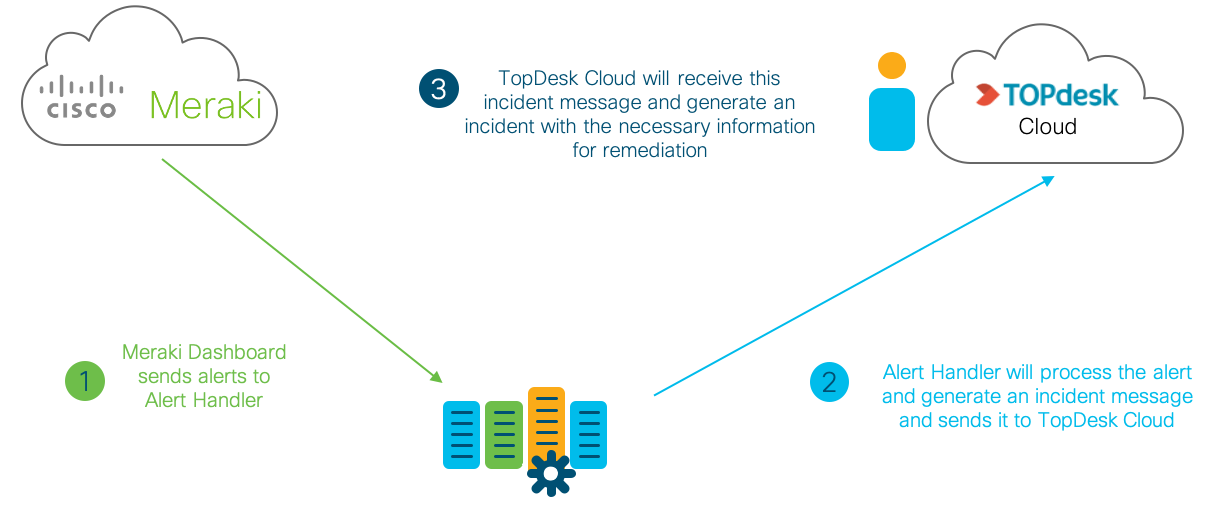 CISCO Meraki
3
TopDesk Cloud will receive this
incident message and generate an
incident with the necessary information
for remediation
TOPdesk
Cloud
1
Meraki Dashboard
sends alerts to
Alert Handler
2
Alert Handler will process the alert
and generate an incident message
and sends it to TopDesk Cloud